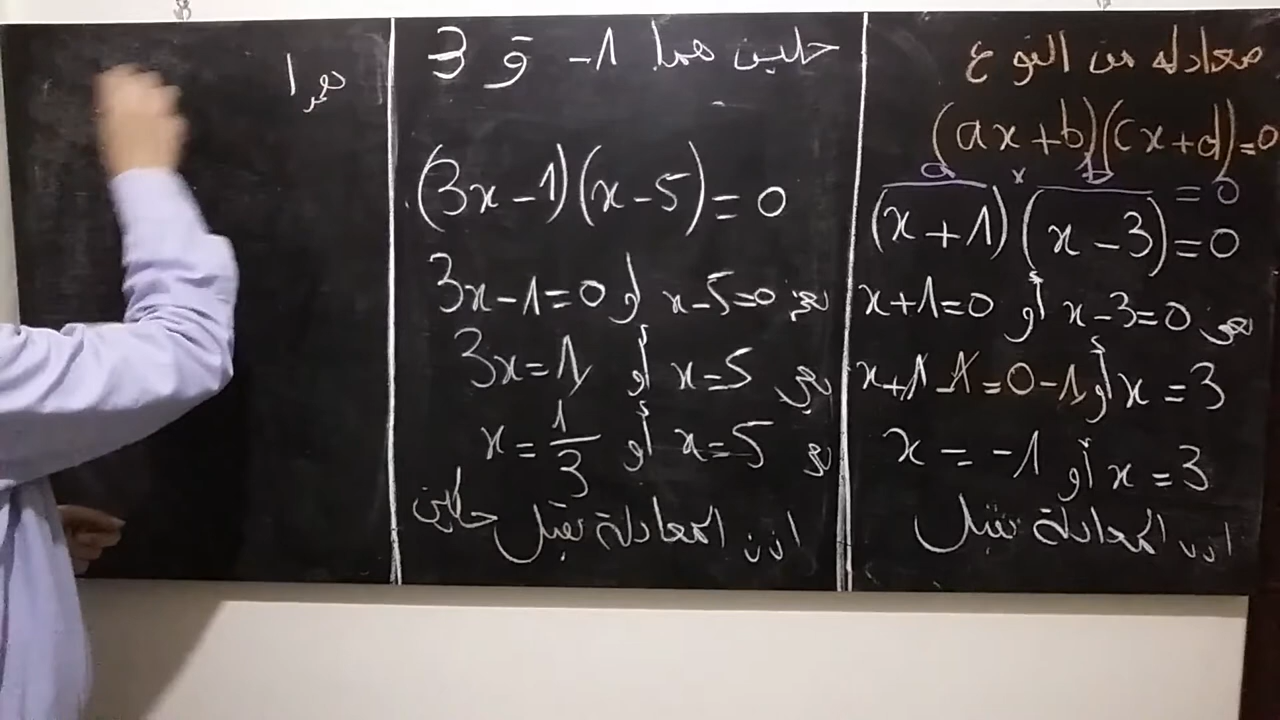 معادلة من النوع
(ax+b)(cx+d)=0
a × b = 0
(x+1)(x-3)=0
x+1=0 أو x-3=0 يعني
x+1-1=0-1 أو x=3
x=-1 أو x=3
اذن المعادلة تقبل
حلين هما 1- و 3
(3x-1)(x-5)=0
3x-1=0 أو x-5=0 يعني
3x=1 أو x=5 يعني
x=1/3 أو x=5 يع
اذن المعادلة تقبل حلين
هما